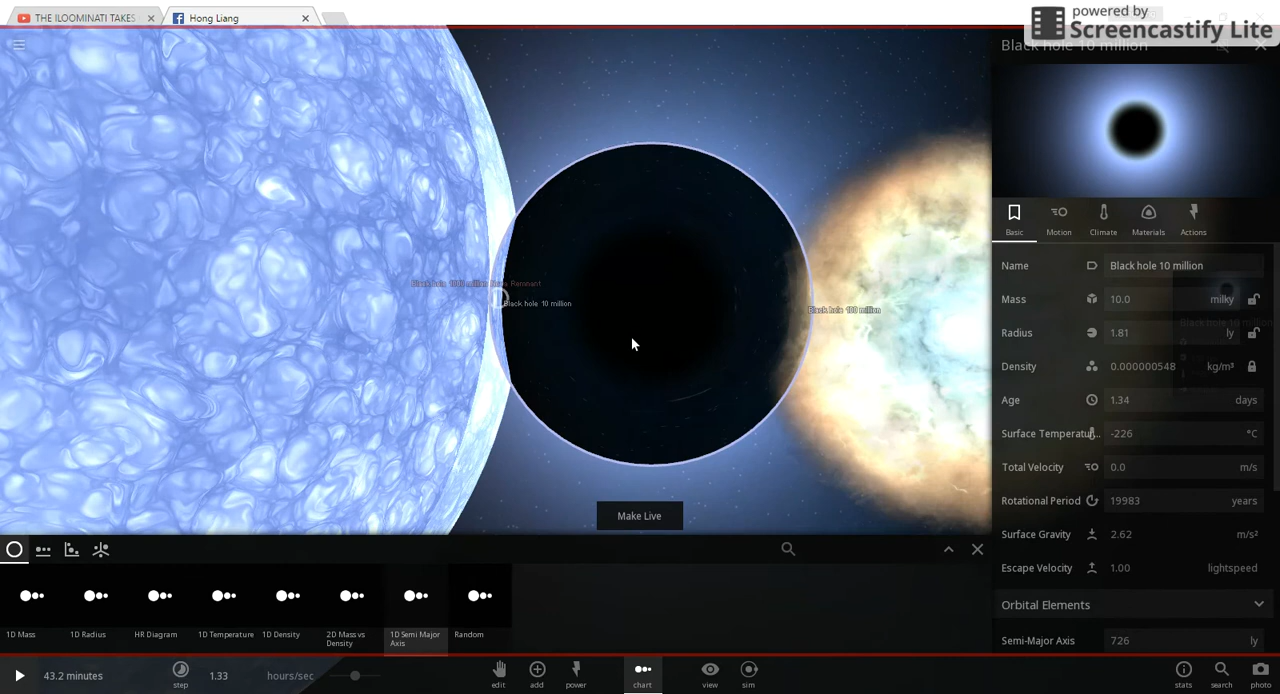 THE ILOOMINATI TAKES
Hong Liang
powered by
Screencastify Lite
Black hole 10 million
Basic
Motion
Climate
Materials
Actions
Name
Black hole 10 million
Mass
10.0
milky
Radius
1.81
ly
Density
0.000000548
kg/m³
Age
1.34
days
Surface Temperatur...
-226
°C
Total Velocity
0.0
m/s
Rotational Period
19983
years
Surface Gravity
2.62
m/s²
Escape Velocity
1.00
lightspeed
Orbital Elements
Semi-Major Axis
726
ly
Remnant
Black hole 10 million
Black hole 100 million
Make Live
1D Mass
1D Radius
HR Diagram
1D Temperature
1D Density
2D Mass vs
Density
1D Semi Major
Axis
Random
43.2 minutes
step
1.33
hours/sec
edit
add
power
chart
view
sim
stats
search
photo